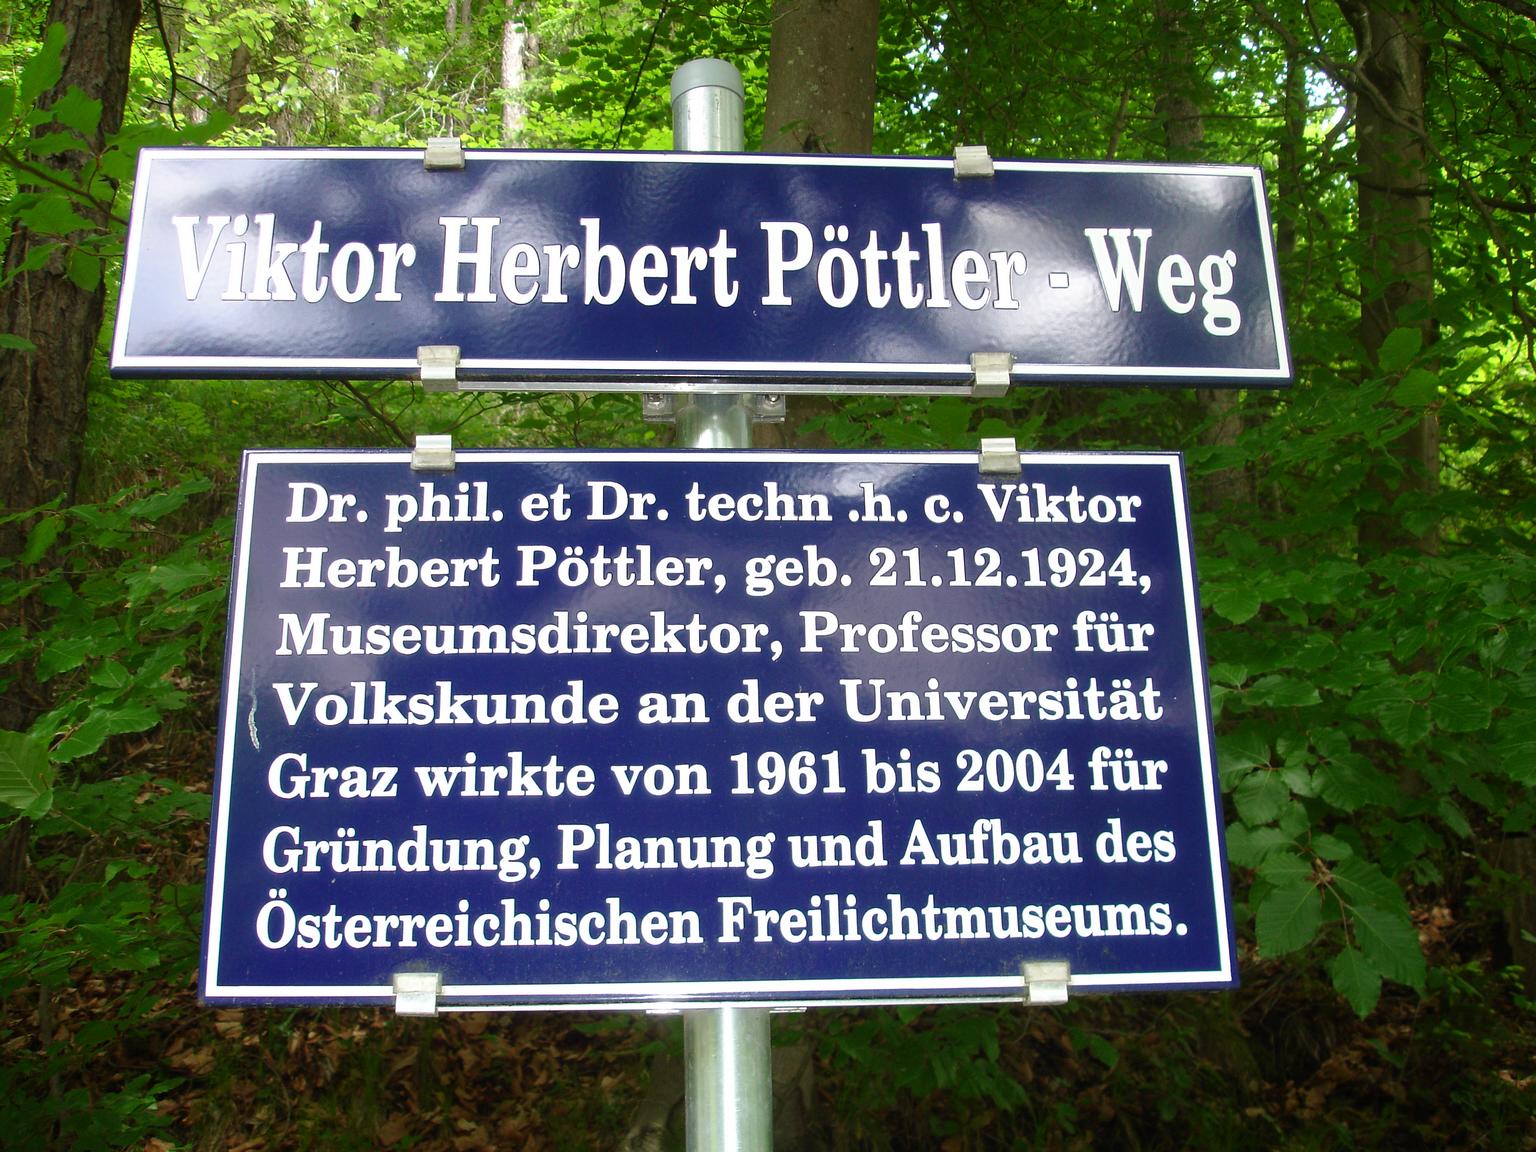 Viktor Herbert Pöttler - Weg
Dr. phil. et Dr. techn .h. c. Viktor
Herbert Pöttler, geb. 21.12.1924,
Museumsdirektor, Professor für
Volkskunde an der Universität
Graz wirkte von 1961 bis 2004 für
Gründung, Planung und Aufbau des
Österreichischen Freilichtmuseums.